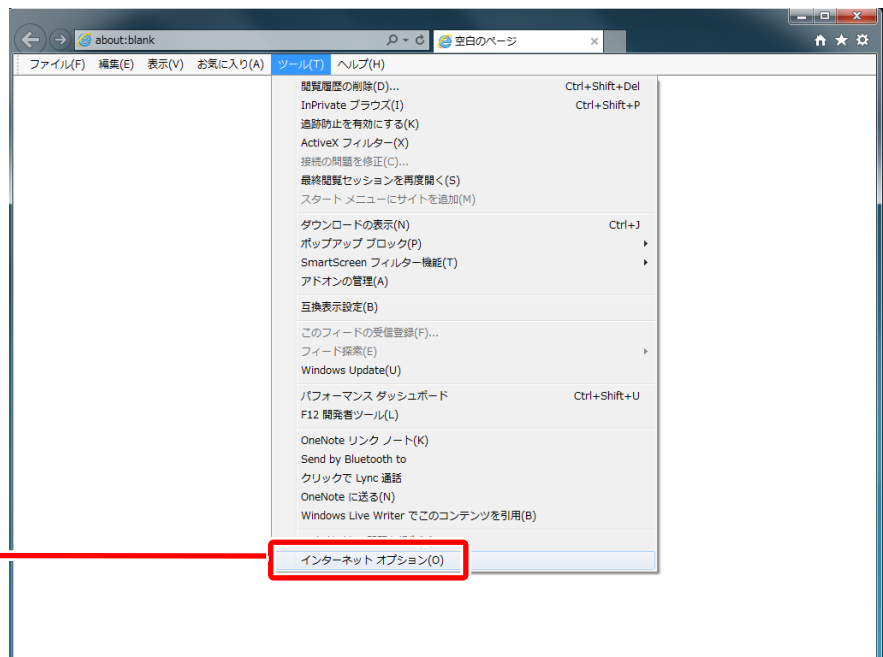 about:blank
空白のページ
ファイル(F) 編集(E) 表示(V) お気に入り(A) ツール(T) ヘルプ(H)
閲覧履歴の削除(D)... Ctrl+Shift+Del
InPrivate ブラウズ(I) Ctrl+Shift+P
追跡防止を有効にする(K)
ActiveX フィルター(X)
接続の問題を修正(C)...
最終閲覧セッションを再度開く(S)
スタート メニューにサイトを追加(M)
ダウンロードの表示(N) Ctrl+J
ポップアップ ブロック(P)
SmartScreen フィルター機能(T)
アドオンの管理(A)
互換表示設定(B)
このフィードの受信登録(F)...
フィード探索(E)
Windows Update(U)
パフォーマンス ダッシュボード Ctrl+Shift+U
F12 開発者ツール(L)
OneNote リンク ノート(K)
Send by Bluetooth to
クリックで Lync 通話
OneNote に送る(N)
Windows Live Writer でこのコンテンツを引用(B)
インターネット オプション(O)